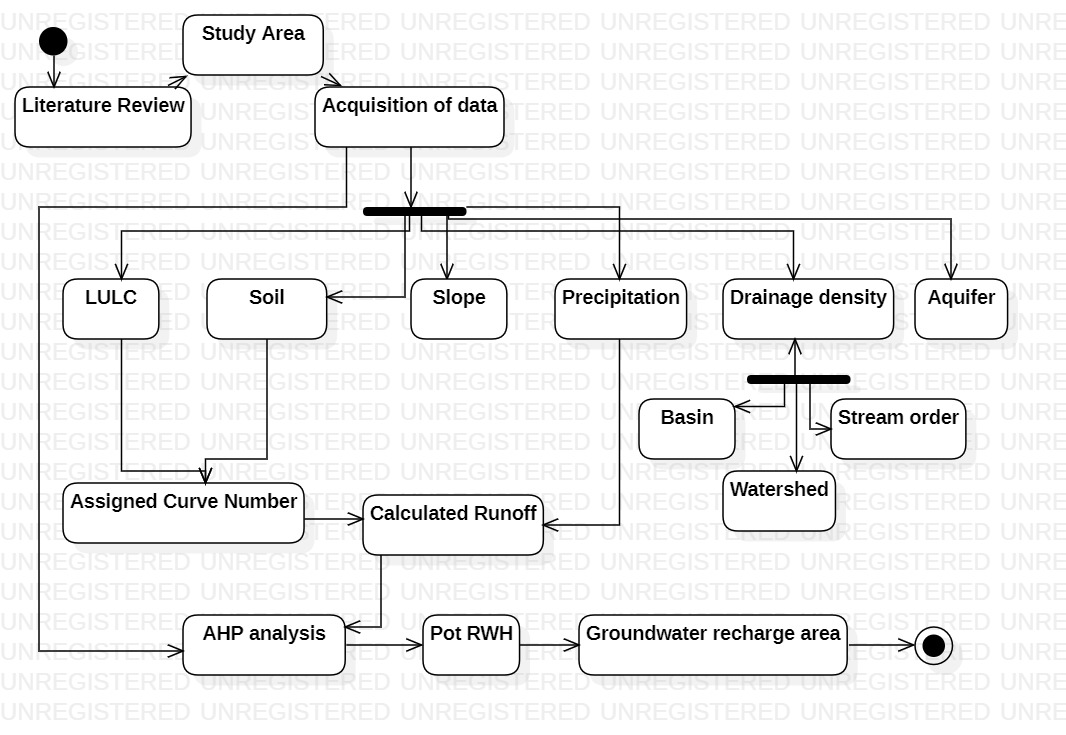 Study Area
Literature Review
Acquisition of data
LULC
Soil
Slope
Precipitation
Drainage density
Aquifer
Basin
Stream order
Watershed
Assigned Curve Number
Calculated Runoff
AHP analysis
Pot RWH
Groundwater recharge area
UNREGISTERED